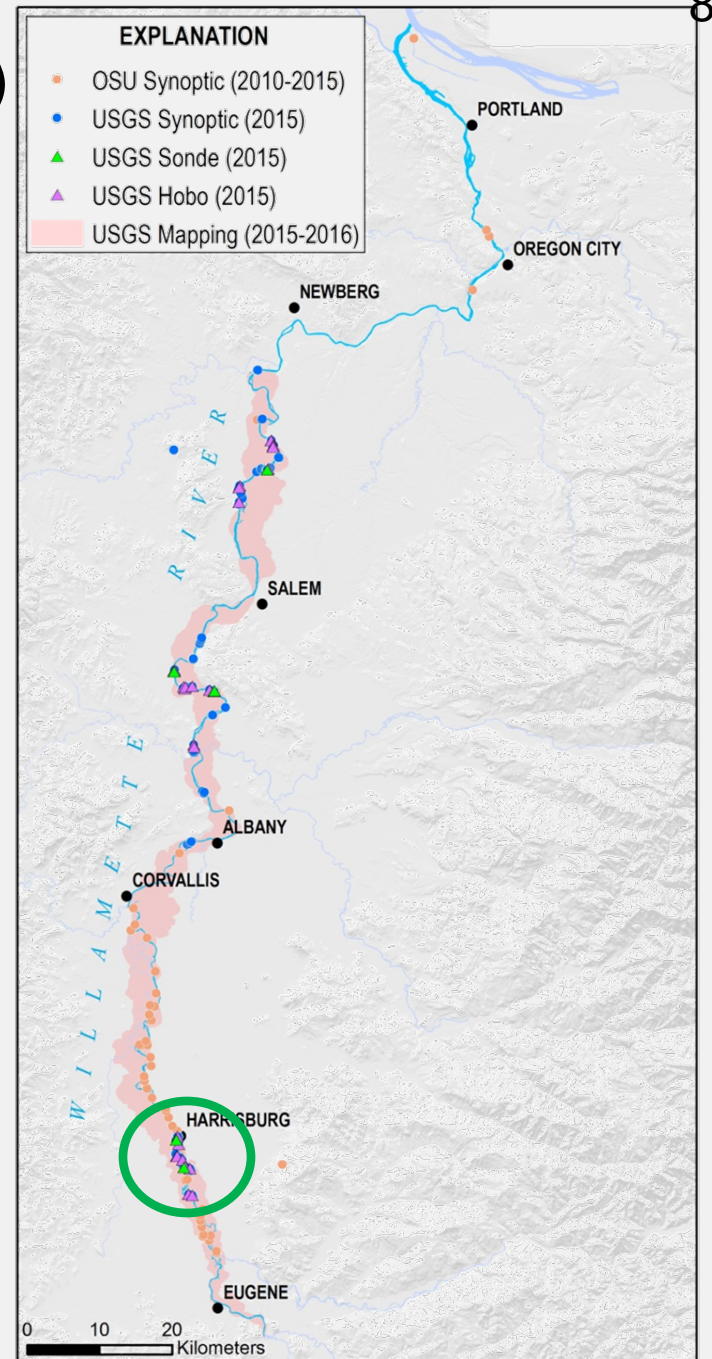 8
EXPLANATION
OSU Synoptic (2010-2015)
USGS Synoptic (2015)
USGS Sonde (2015)
USGS Hobo (2015)
USGS Mapping (2015-2016)
PORTLAND
OREGON CITY
NEWBERG
RIVER
SALEM
WILLAMETTE
ALBANY
CORVALLIS
HARRISBURG
EUGENE
0 10 20
Kilometers